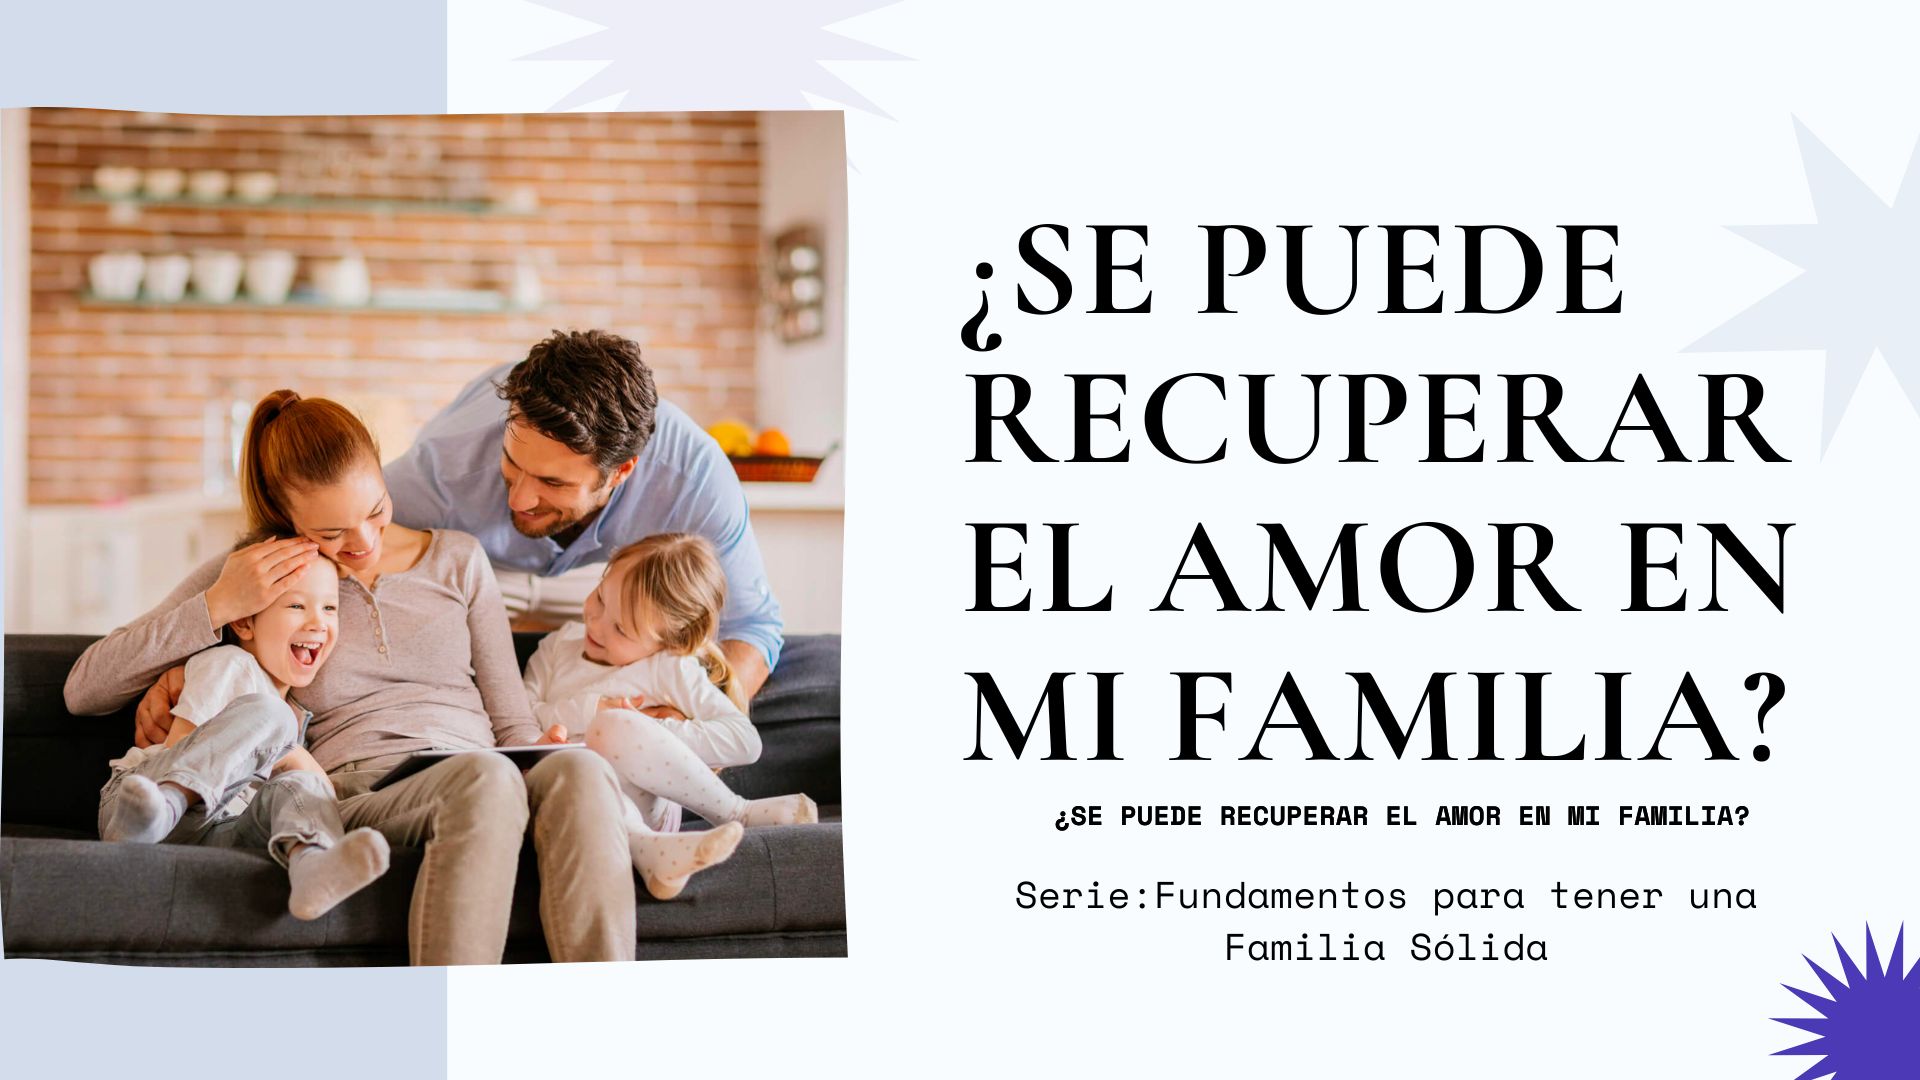 ¿SE PUEDE
RECUPERAR
EL AMOR EN
MI FAMILIA?
¿SE PUEDE RECUPERAR EL AMOR EN MI FAMILIA?
Serie:Fundamentos para tener una
Familia Sólida